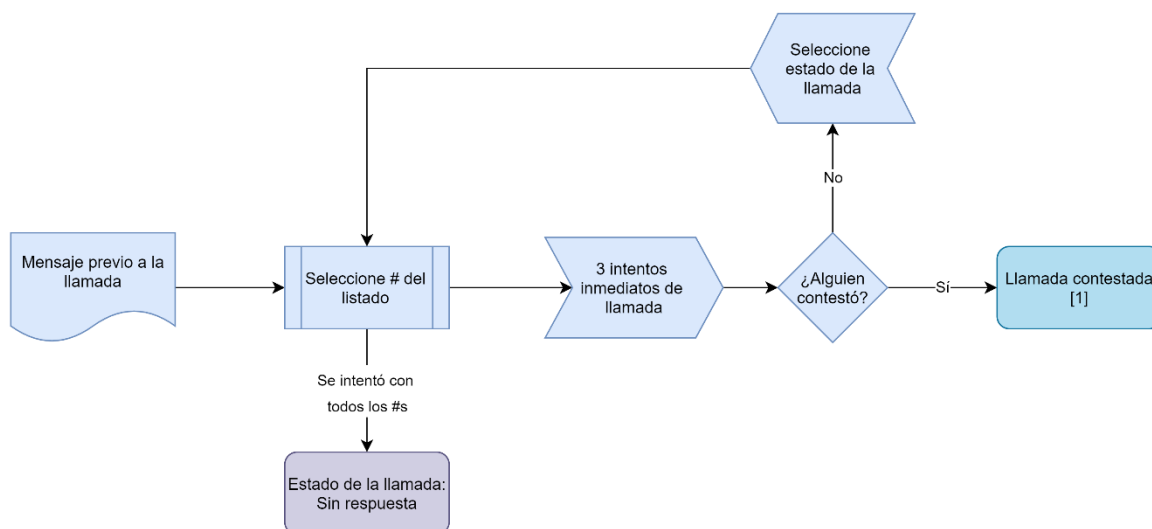 Seleccione
estado de la
llamada
No
Mensaje previo a la
llamada
Seleccione # del
listado
3 intentos
inmediatos de
llamada
¿Alguien
contestó?
Sí
Llamada contestada
[1]
Se intentó con
todos los #s
Estado de la llamada:
Sin respuesta